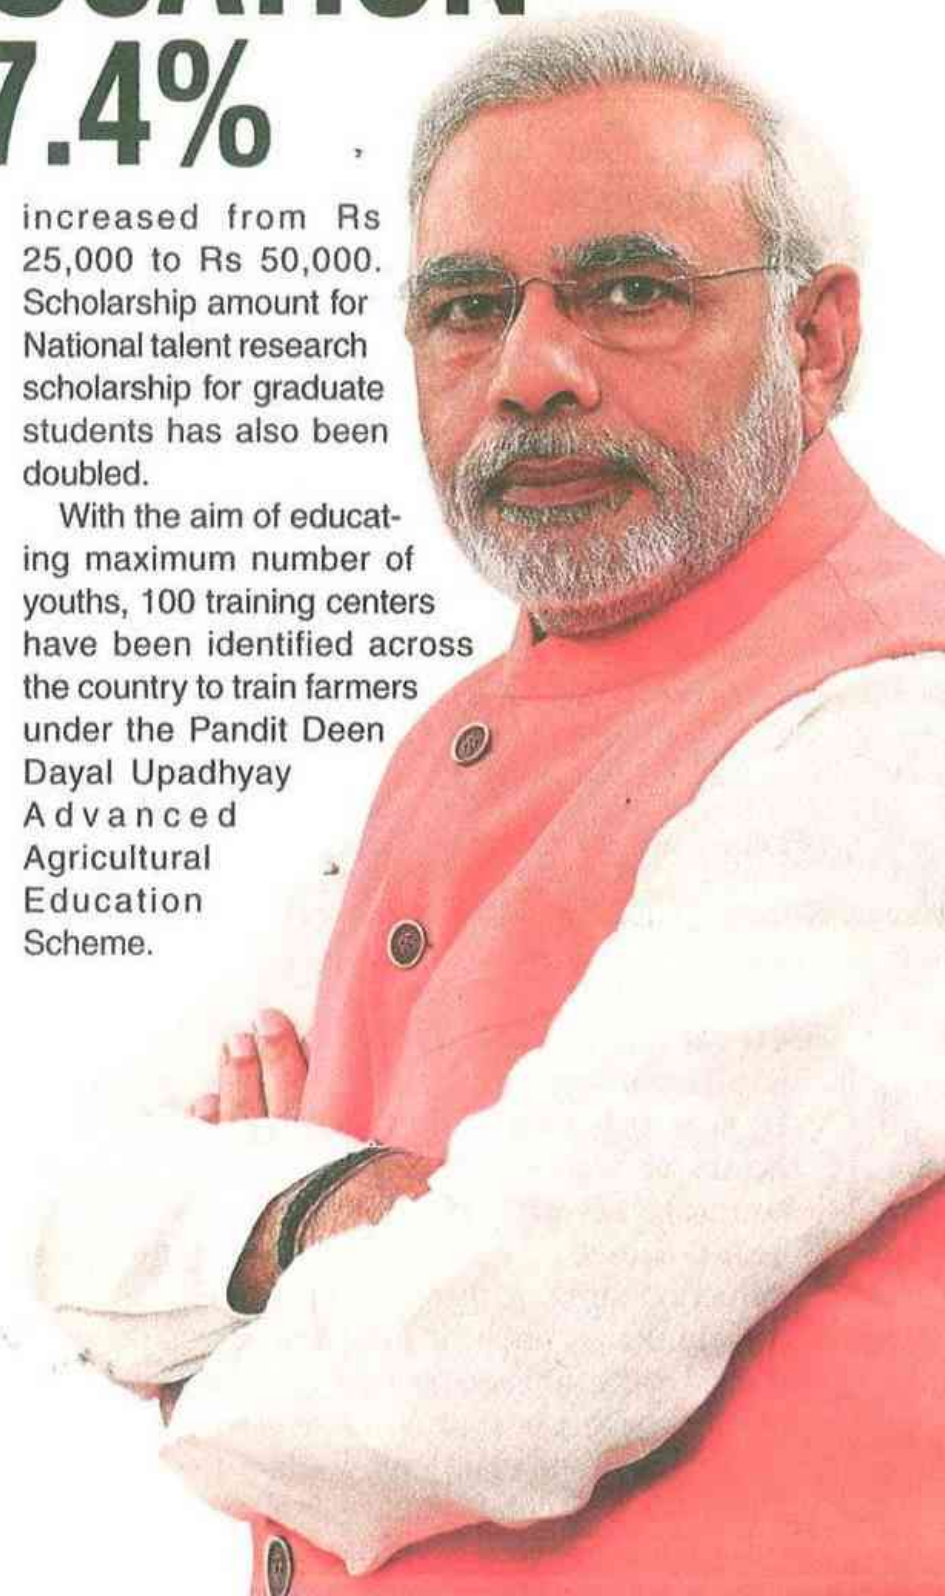 7.4%
increased from Rs
25,000 to Rs 50,000.
Scholarship amount for
National talent research
scholarship for graduate
students has also been
doubled.
With the aim of educat-
ing maximum number of
youths, 100 training centers
have been identified across
the country to train farmers
under the Pandit Deen
Dayal Upadhyay
Advanced
Agricultural
Education
Scheme.